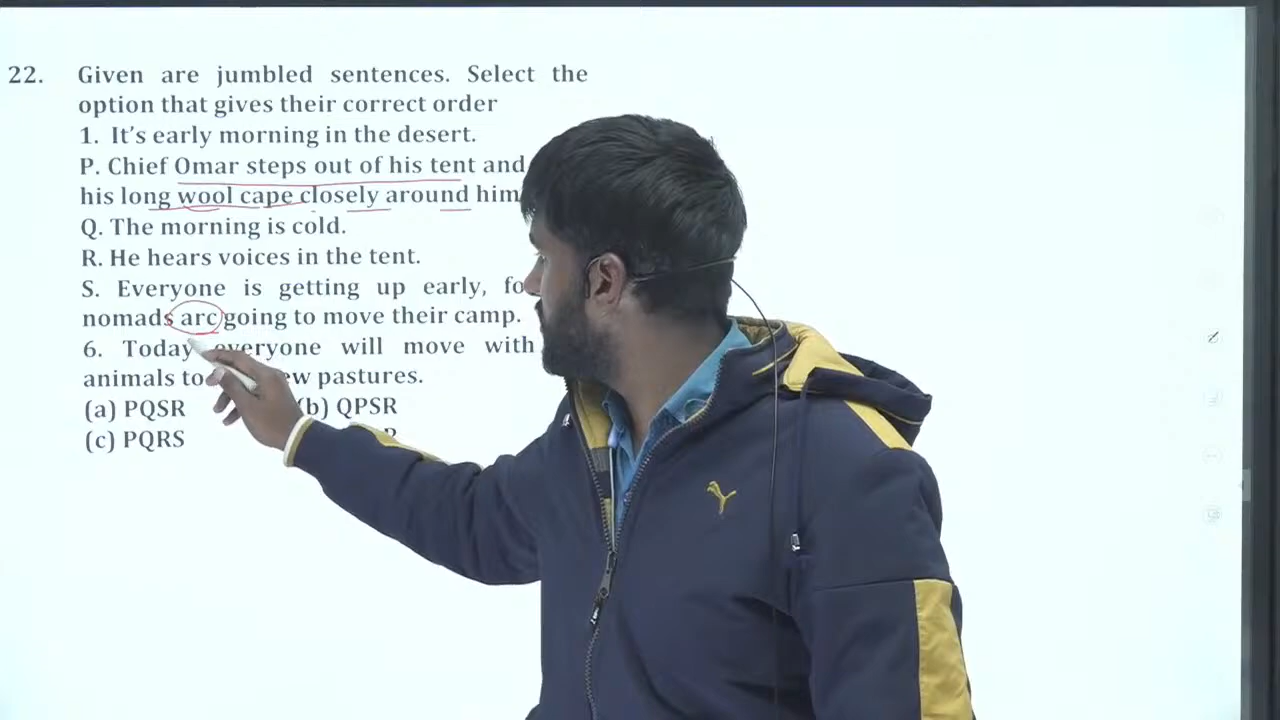 22. Given are jumbled sentences. Select the
option that gives their correct order
1. It's early morning in the desert.
P. Chief Omar steps out of his tent and
his long wool cape closely around him
Q. The morning is cold.
R. He hears voices in the tent.
S. Everyone is getting up early,
nomads arc going to move their camp.
6. Today everyone will move with
animals to pastures.
(a) PQSR (b) QPSR
(c) PQRS